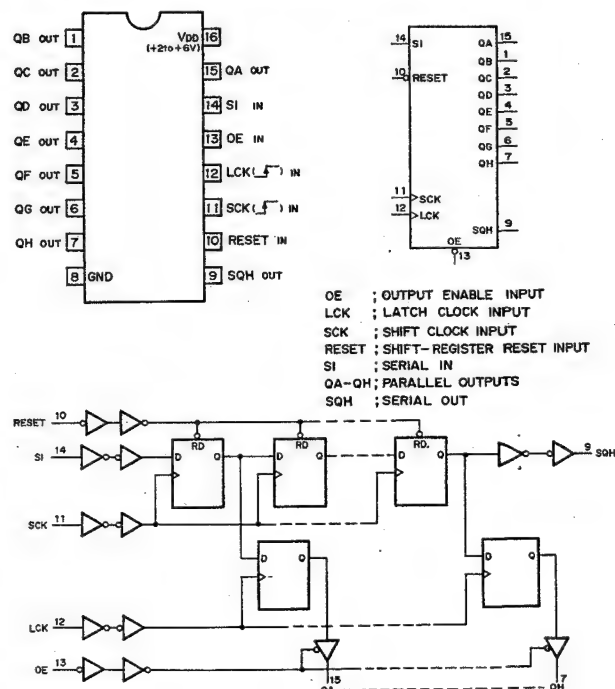 QB OUT 1
16 VDD
(+2 to +6V)
QC OUT 2
15 QA OUT
QD OUT 3
14 SI IN
QE OUT 4
13 OE IN
QF OUT 5
12 LCK( ) IN
QG OUT 6
11 SCK( ) IN
QH OUT 7
10 RESET IN
8 GND
9 SQH OUT
14 SI QA 15
QB 1
10 RESET QC 2
QD 3
QE 4
QF 5
QG 6
QH 7
11 SCK
12 LCK
SQH 9
OE
13
OE ; OUTPUT ENABLE INPUT
LCK ; LATCH CLOCK INPUT
SCK ; SHIFT CLOCK INPUT
RESET ; SHIFT-REGISTER RESET INPUT
SI ; SERIAL IN
QA-QH ; PARALLEL OUTPUTS
SQH ; SERIAL OUT
RESET 10
RD RD RD.
SI 14 D Q D Q D Q 9 SQH
SCK 11
D D Q
LCK 12
OE 13
15 7
QA QH